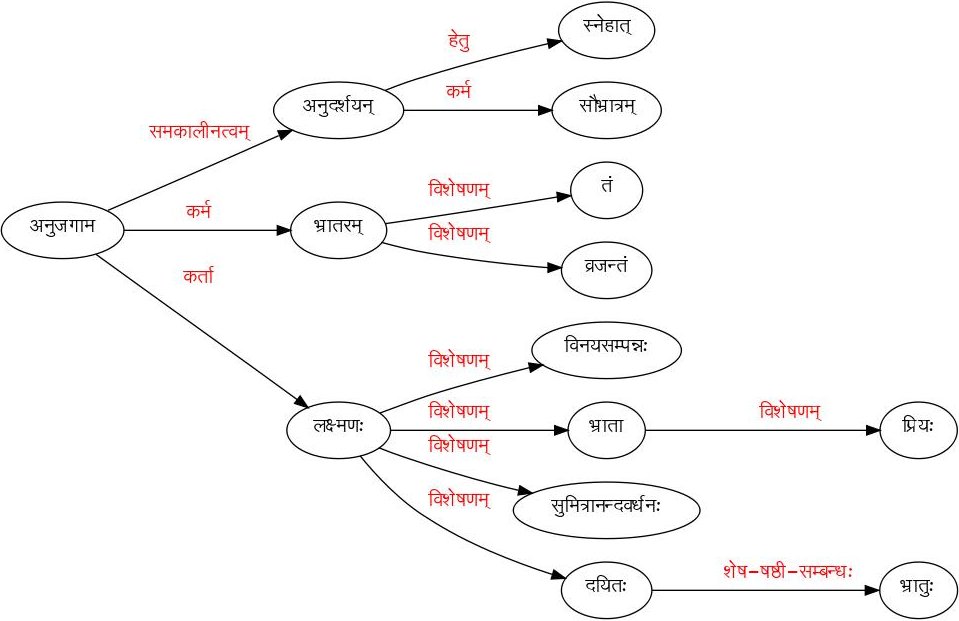 स्नेहात्
हेतु
अनुदर्शयन्
कर्म
सौभ्रात्रम्
समकालीनत्वम्
विशेषणम्
तं
अनुजगाम
कर्म
भ्रातरम्
विशेषणम्
व्रजन्तं
कर्ता
विनयसम्पन्नः
विशेषणम्
लक्ष्मणः
विशेषणम्
भ्राता
विशेषणम्
प्रियः
विशेषणम्
सुमित्रानन्दवर्धनः
विशेषणम्
दयितः
शेष-षष्ठी-सम्बन्धः
भ्रातुः